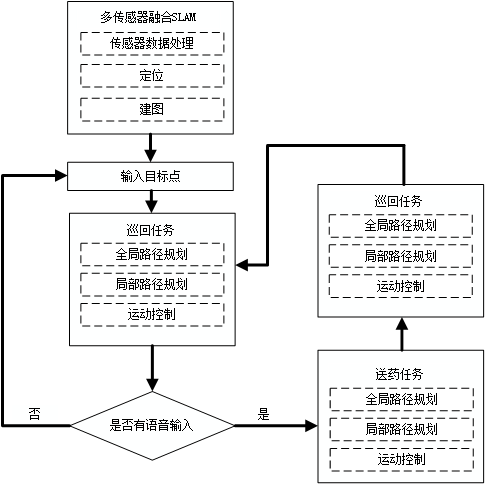 多传感器融合SLAM
传感器数据处理
定位
建图
输入目标点
巡回任务
全局路径规划
局部路径规划
运动控制
是否有语音输入
否
是
巡回任务
全局路径规划
局部路径规划
运动控制
送药任务
全局路径规划
局部路径规划
运动控制